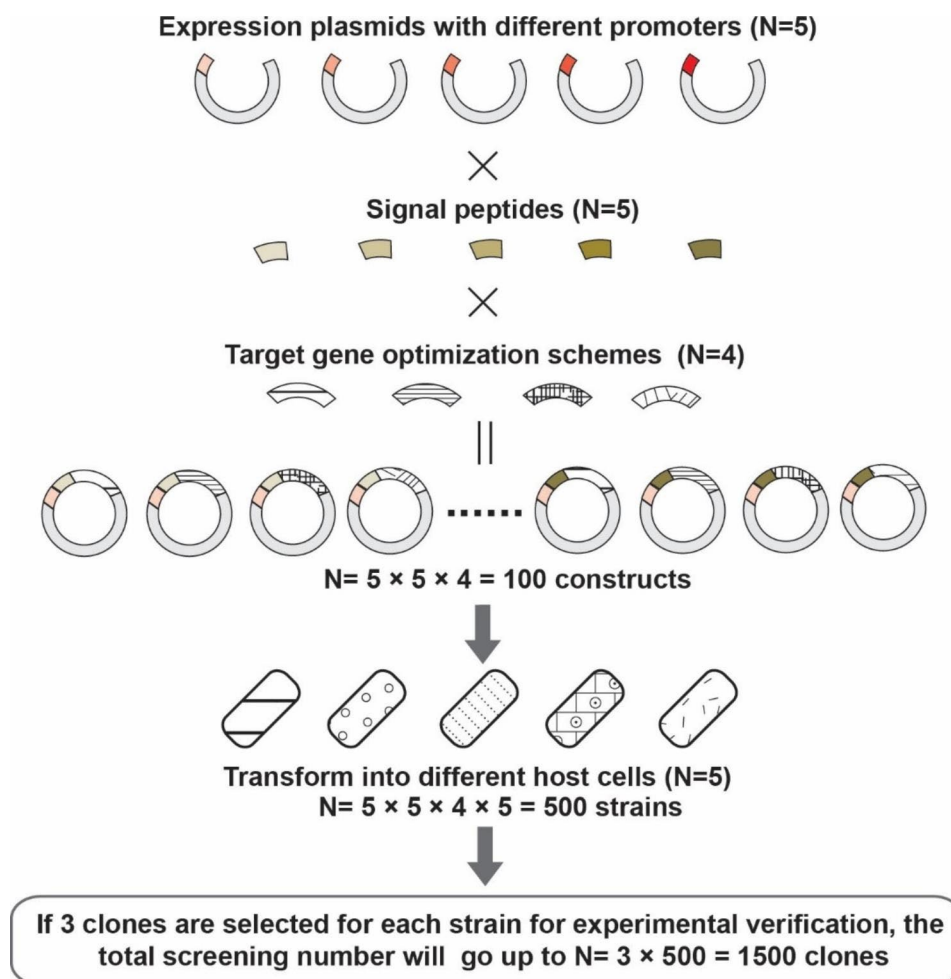 Expression plasmids with different promoters (N=5)
Signal peptides (N=5)
Target gene optimization schemes (N=4)
N= 5 × 5 × 4 = 100 constructs
Transform into different host cells (N=5)
N= 5 × 5 × 4 × 5 = 500 strains
If 3 clones are selected for each strain for experimental verification, the
total screening number will go up to N= 3 × 500 = 1500 clones